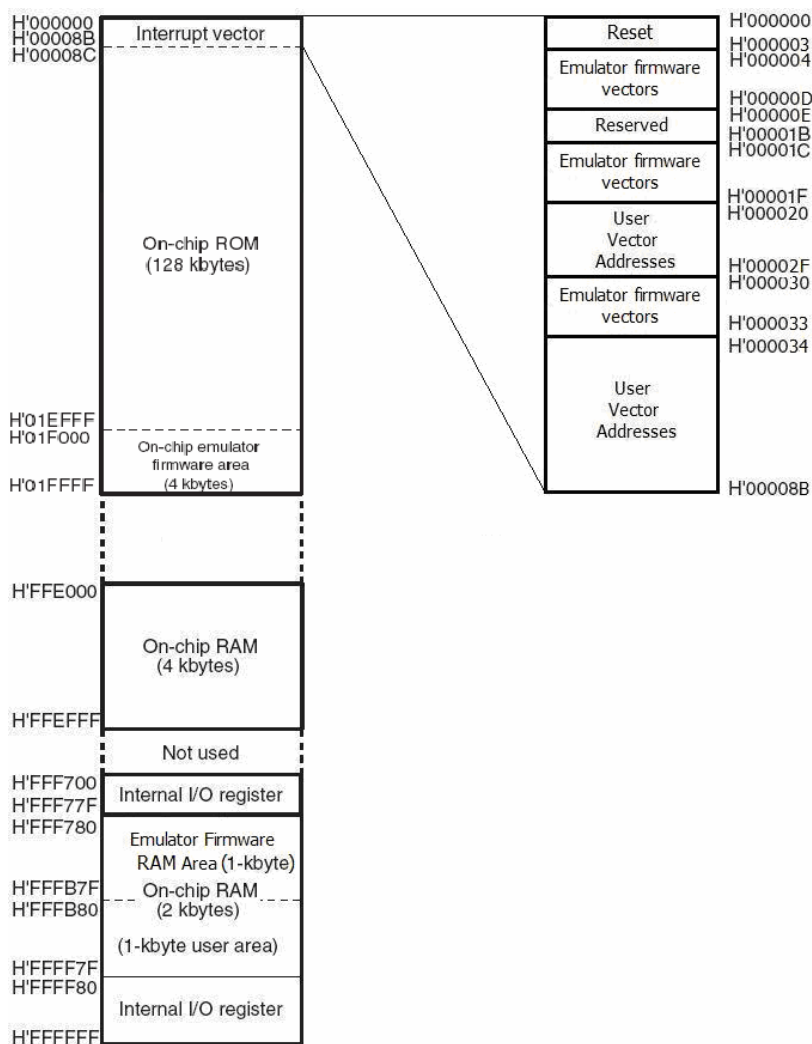 H'000000
H'00008B
H'00008C
Interrupt vector
On-chip ROM
(128 kbytes)
H'01EFFF
H'01F000
On-chip emulator
firmware area
(4 kbytes)
H'01FFFF
H'FFE000
On-chip RAM
(4 kbytes)
H'FFEFFF
Not used
H'FFF700
Internal I/O register
H'FFF77F
H'FFF780
Emulator Firmware
RAM Area (1-kbyte)
H'FFFB7F
On-chip RAM
H'FFFB80
(2 kbytes)
(1-kbyte user area)
H'FFFF7F
H'FFFF80
Internal I/O register
H'FFFFFF
Reset
H'000000
H'000003
H'000004
Emulator firmware
vectors
H'00000D
H'00000E
Reserved
H'00001B
H'00001C
Emulator firmware
vectors
H'00001F
H'000020
User
Vector
Addresses
H'00002F
H'000030
Emulator firmware
vectors
H'000033
H'000034
User
Vector
Addresses
H'00008B